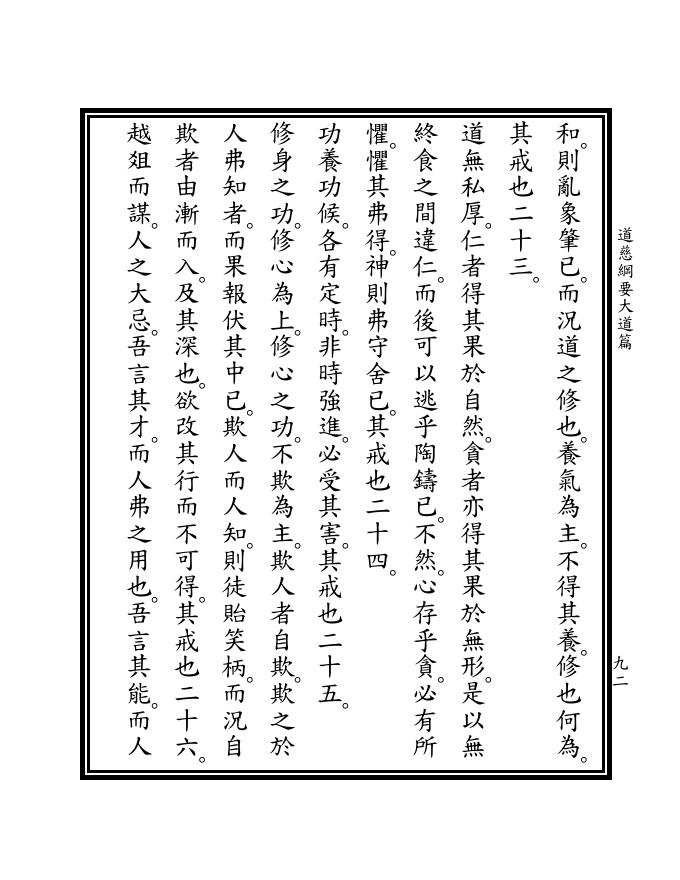 道慈綱要大道篇
九二
和。則亂象肇已。而況道之修也。養氣為主。不得其養。修也何為。
其戒也二十三。
道無私厚。仁者得其果於自然。貪者亦得其果於無形。是以無
終食之間違仁。而後可以逃乎陶鑄已。不然。心存乎貪。必有所
懼。懼其弗得。神則弗守舍已。其戒也二十四。
功養功候。各有定時。非時強進。必受其害。其戒也二十五。
修身之功。修心為上。修心之功。不欺為主。欺人者自欺。欺之於
人弗知者。而果報伏其中已。欺人而人知。則徒貽笑柄。而況自
欺者由漸而入。及其深也。欲改其行而不可得。其戒也二十六。
越爼而謀。人之大忌。吾言其才。而人弗之用也。吾言其能。而人